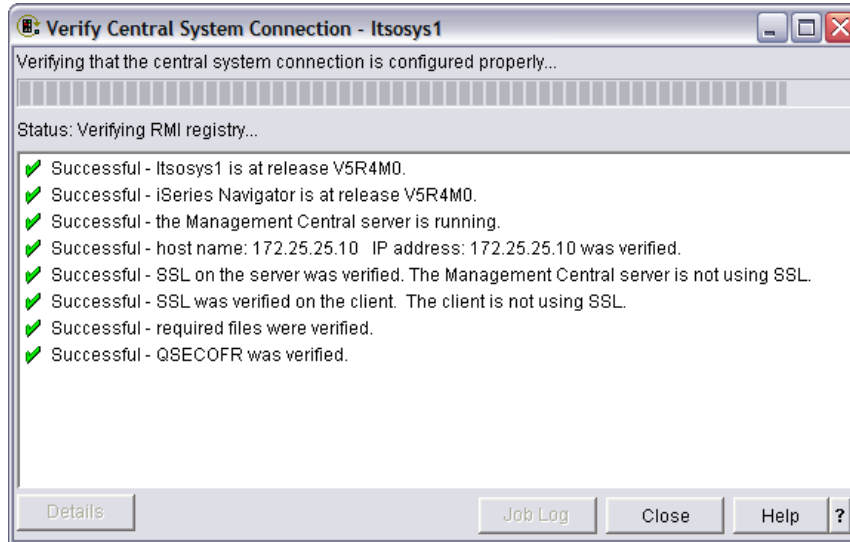 Verify Central System Connection - Itsosys1
Verifying that the central system connection is configured properly...
Status: Verifying RMI registry...
Successful - Itsosys1 is at release V5R4M0.
Successful - iSeries Navigator is at release V5R4M0.
Successful - the Management Central server is running.
Successful - host name: 172.25.25.10   IP address: 172.25.25.10 was verified.
Successful - SSL on the server was verified. The Management Central server is not using SSL.
Successful - SSL was verified on the client.  The client is not using SSL.
Successful - required files were verified.
Successful - QSECOFR was verified.
Details Job Log Close Help ?